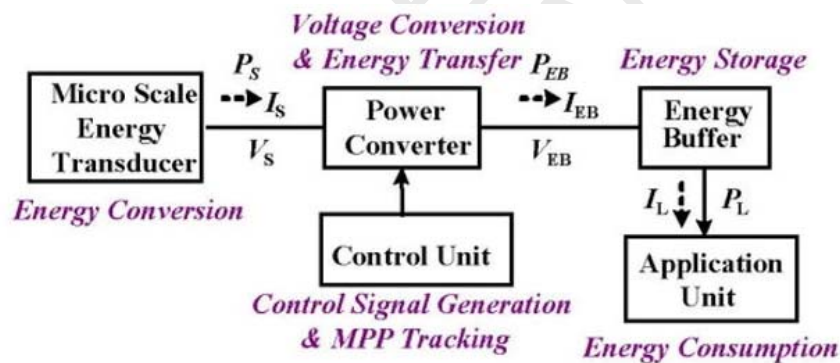 Voltage Conversion
& Energy Transfer
Energy Storage
Micro Scale
Energy
Transducer
P_S
I_S
V_S
Power
Converter
P_EB
I_EB
V_EB
Energy
Buffer
Energy Conversion
I_L
P_L
Control Unit
Application
Unit
Control Signal Generation
& MPP Tracking
Energy Consumption